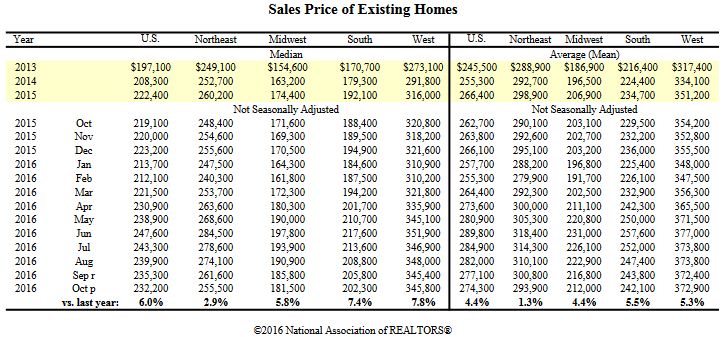 Sales Price of Existing Homes
Year U.S. Northeast Midwest South West U.S. Northeast Midwest South West
Median Average (Mean)
2013 $197,100 $249,100 $154,600 $170,700 $273,100 $245,500 $288,900 $186,900 $216,400 $317,400
2014 208,300 252,700 163,200 179,300 291,800 255,300 292,700 196,500 224,400 334,100
2015 222,400 260,200 174,400 192,100 316,000 266,400 298,900 206,900 234,700 351,200
Not Seasonally Adjusted Not Seasonally Adjusted
2015 Oct 219,100 248,400 171,600 188,400 320,800 262,700 290,100 203,100 229,500 354,200
2015 Nov 220,000 254,600 169,300 189,500 318,200 263,800 292,600 202,700 232,200 352,800
2015 Dec 223,200 255,600 170,500 194,900 321,600 266,100 295,100 203,200 236,000 355,500
2016 Jan 213,700 247,500 164,300 184,600 310,900 257,700 288,200 196,800 225,400 348,000
2016 Feb 212,100 240,300 161,800 187,500 310,200 255,300 279,900 191,700 226,100 347,500
2016 Mar 221,500 253,700 172,300 194,200 321,800 264,400 292,300 202,500 232,900 356,300
2016 Apr 230,900 263,600 180,300 201,700 335,900 273,600 300,000 211,100 242,300 365,500
2016 May 238,900 268,600 190,000 210,700 345,100 280,900 305,300 220,800 250,000 371,500
2016 Jun 247,600 284,500 197,800 217,600 351,900 289,800 318,400 231,000 257,600 377,000
2016 Jul 243,300 278,600 193,900 213,600 346,900 284,900 314,300 226,100 252,000 373,800
2016 Aug 239,900 274,100 190,900 208,800 348,000 282,000 310,100 222,900 247,400 373,800
2016 Sep r 235,300 261,600 185,800 205,800 345,400 277,100 300,800 216,800 243,800 372,400
2016 Oct p 232,200 255,500 181,500 202,300 345,800 274,300 293,900 212,000 242,100 372,900
vs. last year: 6.0% 2.9% 5.8% 7.4% 7.8% 4.4% 1.3% 4.4% 5.5% 5.3%
©2016 National Association of REALTORS®